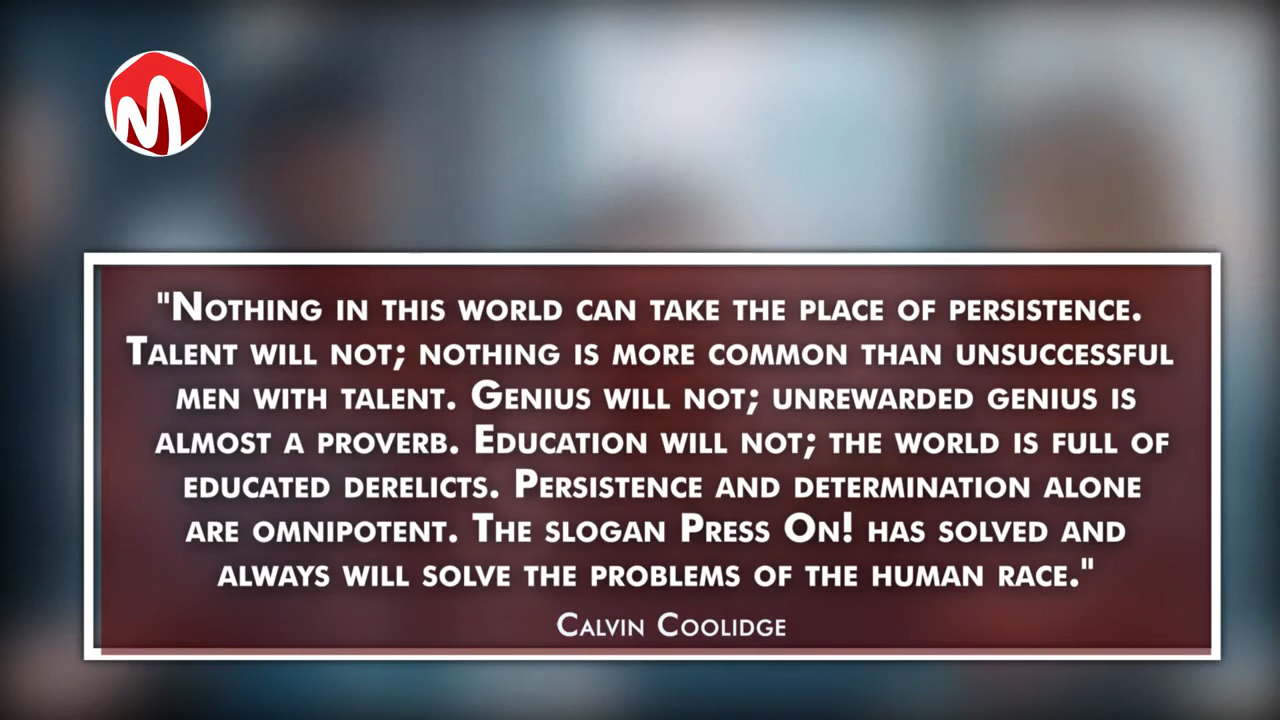 "Nothing in this world can take the place of persistence.
Talent will not; nothing is more common than unsuccessful
men with talent. Genius will not; unrewarded genius is
almost a proverb. Education will not; the world is full of
educated derelicts. Persistence and determination alone
are omnipotent. The slogan Press On! has solved and
always will solve the problems of the human race."
Calvin Coolidge